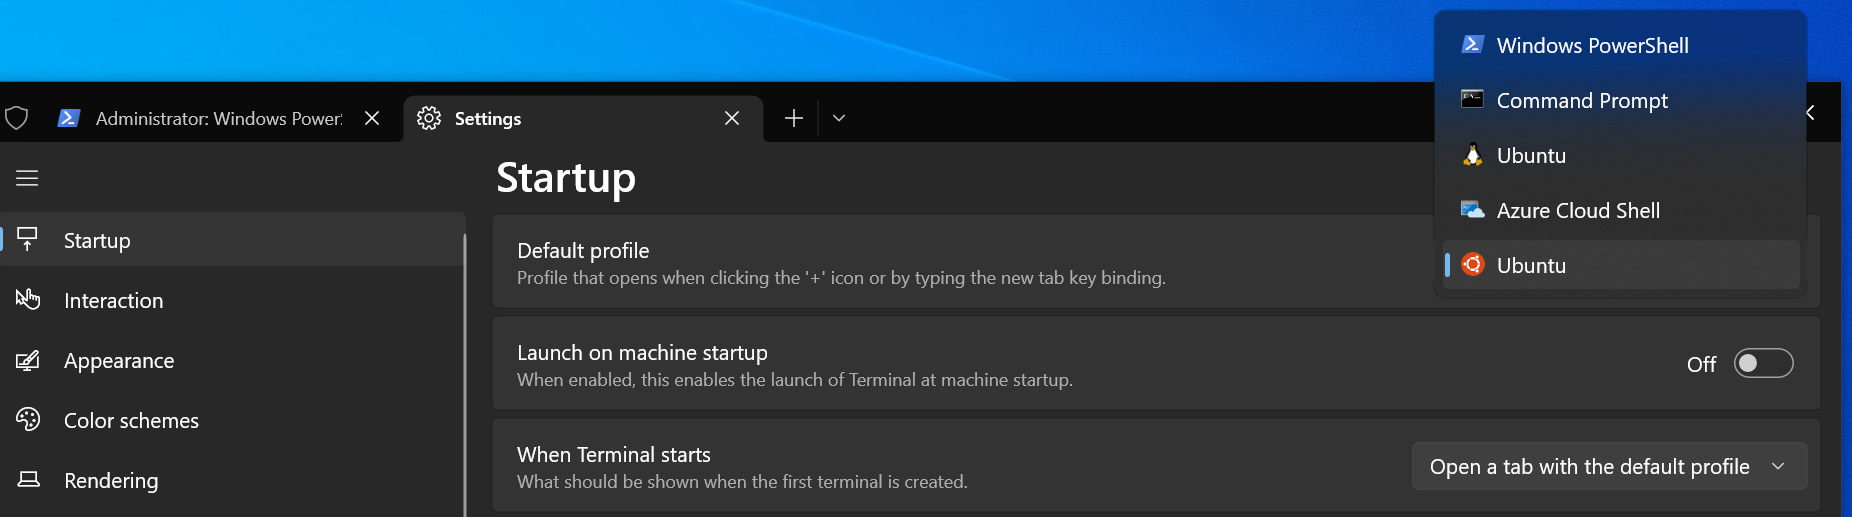 Windows PowerShell
Command Prompt
Ubuntu
Azure Cloud Shell
Ubuntu
Administrator: Windows Power
Settings
Startup
Interaction
Appearance
Color schemes
Rendering
Startup
Default profile
Profile that opens when clicking the '+' icon or by typing the new tab key binding.
Launch on machine startup
When enabled, this enables the launch of Terminal at machine startup.
Off
When Terminal starts
What should be shown when the first terminal is created.
Open a tab with the default profile